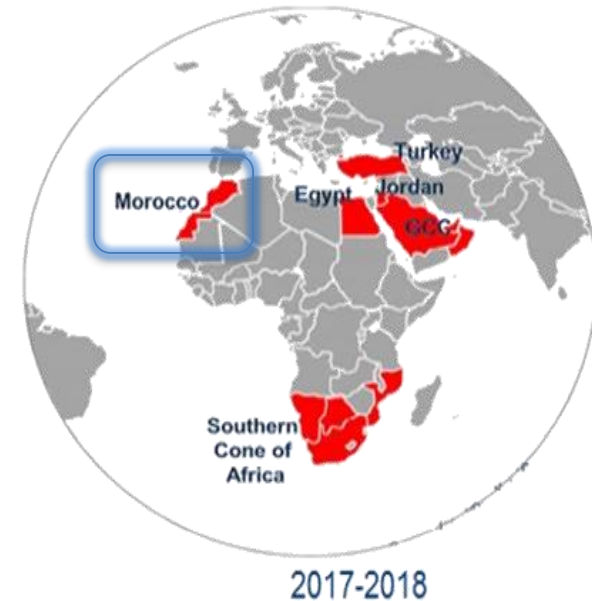 Turkey
Morocco
Egypt
Jordan
GCC
Southern
Cone of
Africa
2017-2018